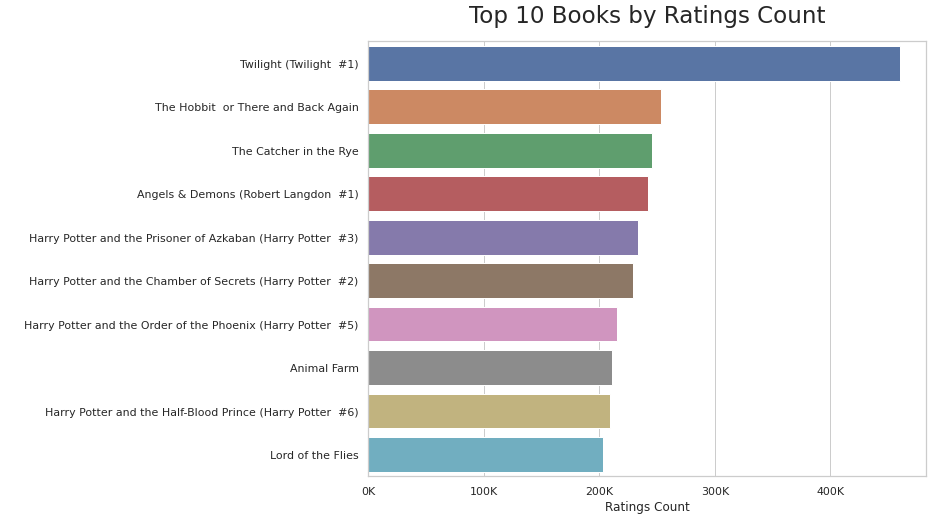 Top 10 Books by Ratings Count
Twilight (Twilight  #1)
The Hobbit  or There and Back Again
The Catcher in the Rye
Angels & Demons (Robert Langdon  #1)
Harry Potter and the Prisoner of Azkaban (Harry Potter  #3)
Harry Potter and the Chamber of Secrets (Harry Potter  #2)
Harry Potter and the Order of the Phoenix (Harry Potter  #5)
Animal Farm
Harry Potter and the Half-Blood Prince (Harry Potter  #6)
Lord of the Flies
0K 100K 200K 300K 400K
Ratings Count